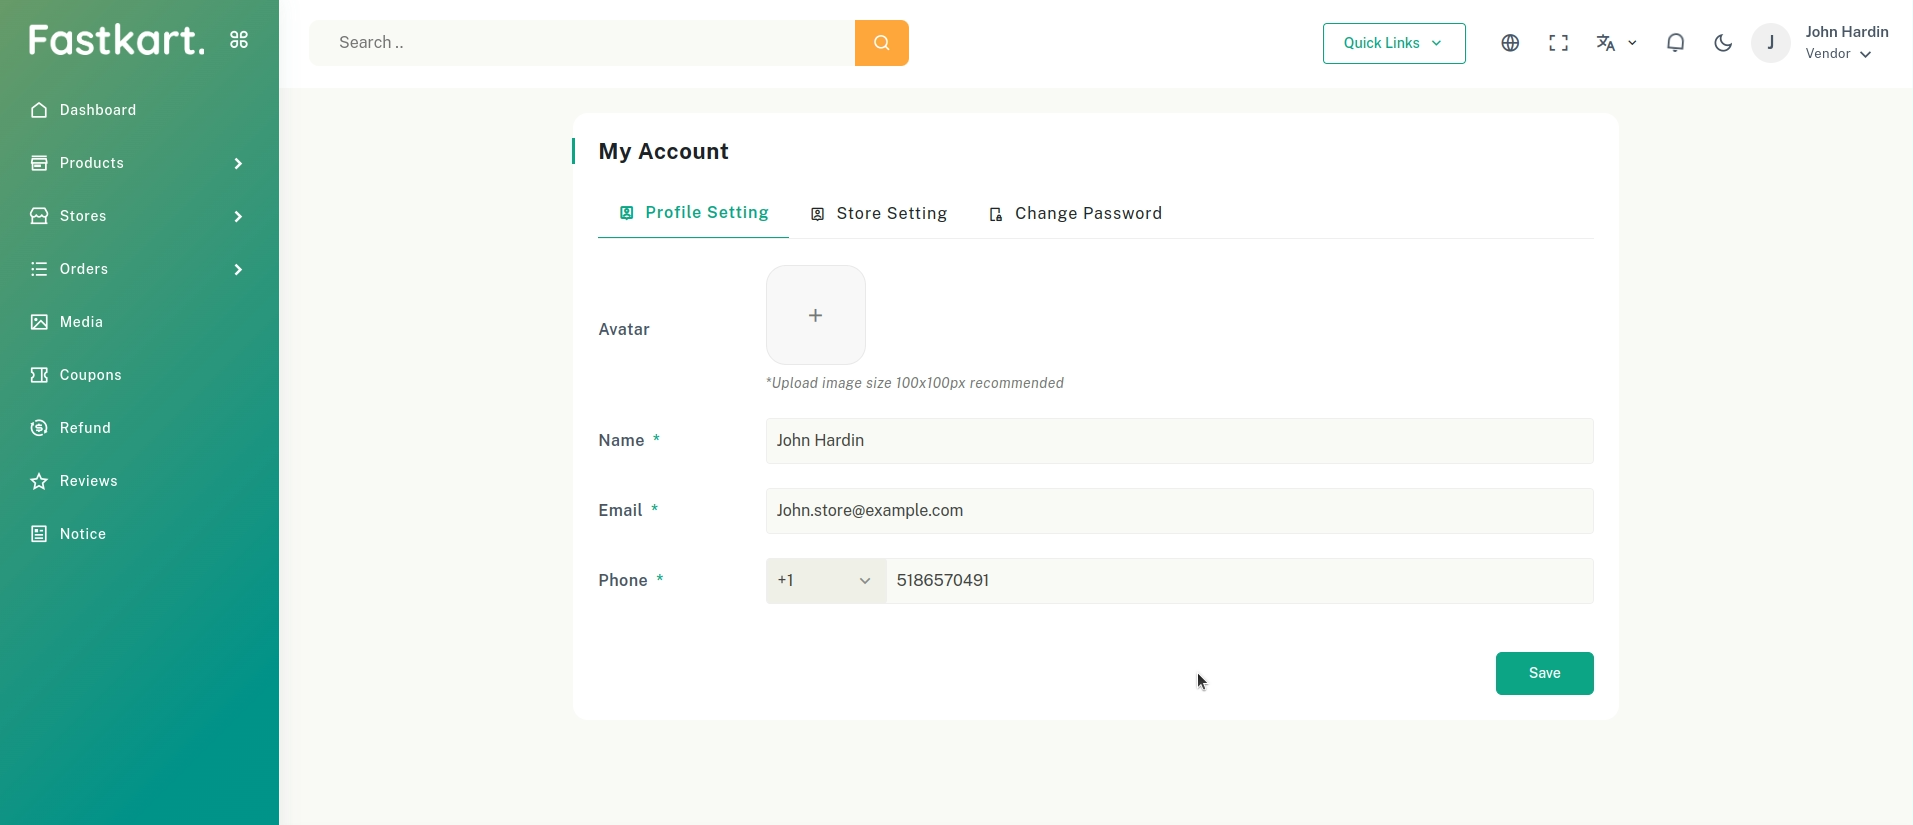 Fastkart.
Dashboard
Products
Stores
Orders
Media
Coupons
Refund
Reviews
Notice
Search ..
Quick Links
J
John Hardin
Vendor
My Account
Profile Setting
Store Setting
Change Password
Avatar
+
*Upload image size 100x100px recommended
Name *
John Hardin
Email *
John.store@example.com
Phone *
+1
5186570491
Save